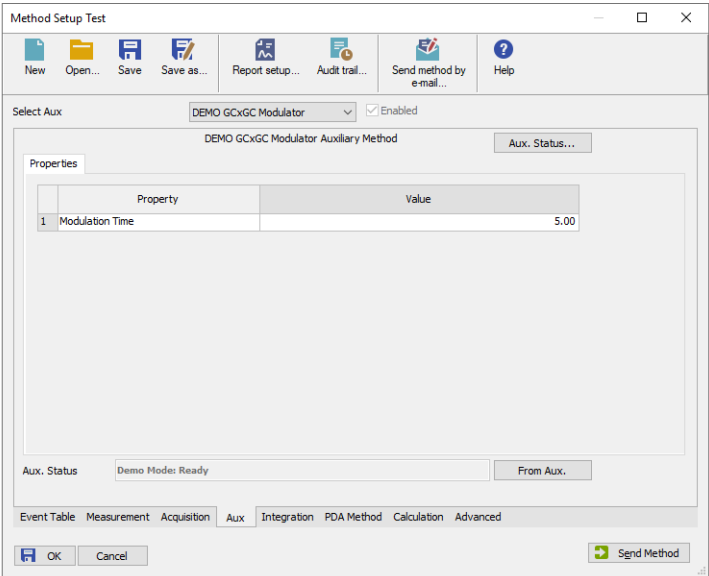 Method Setup Test
New Open... Save Save as... Report setup... Audit trail... Send method by Help
e-mail...
Select Aux DEMO GCxGC Modulator Enabled
DEMO GCxGC Modulator Auxiliary Method Aux. Status...
Properties
Property Value
1 Modulation Time 5.00
Aux. Status Demo Mode: Ready From Aux.
Event Table Measurement Acquisition Aux Integration PDA Method Calculation Advanced
OK Cancel Send Method